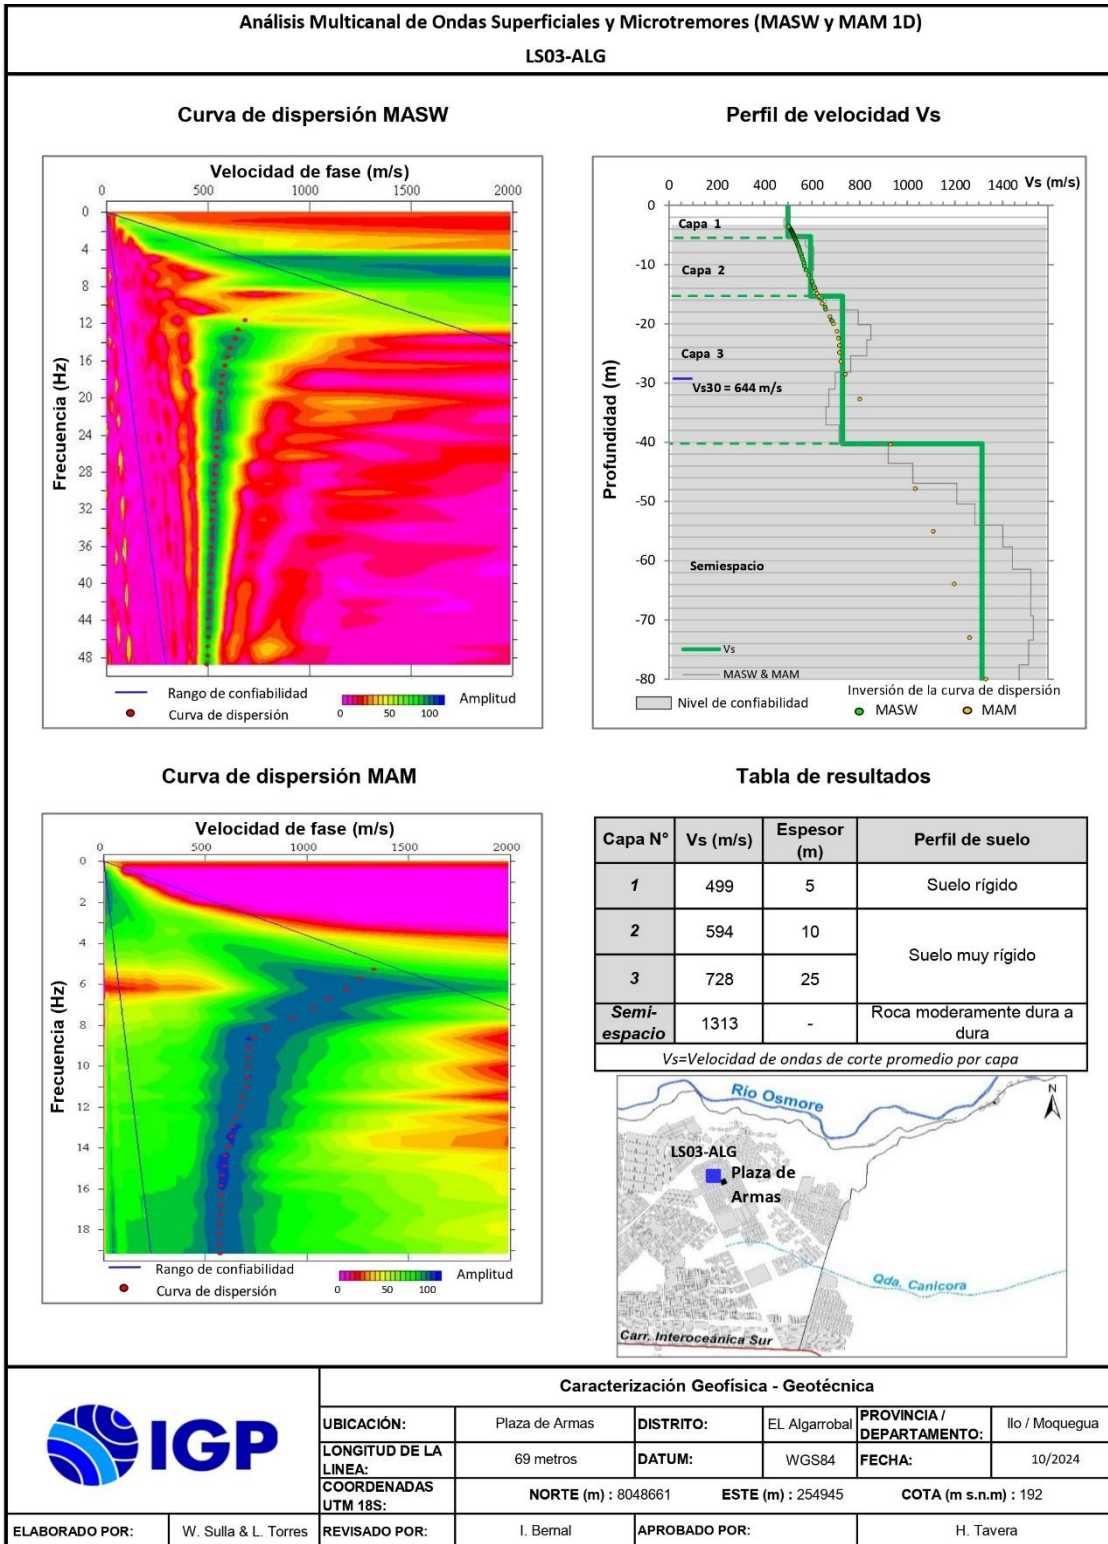 Análisis Multicanal de Ondas Superficiales y Microtremores (MASW y MAM 1D)
LS03-ALG
Curva de dispersión MASW
Velocidad de fase (m/s)
0 500 1000 1500 2000
Frecuencia (Hz)
0
4
8
12
16
20
24
28
32
36
40
44
48
Rango de confiabilidad
Curva de dispersión
0 50 100 Amplitud
Perfil de velocidad Vs
0 200 400 600 800 1000 1200 1400 Vs (m/s)
Profundidad (m)
0
-10
-20
-30
-40
-50
-60
-70
-80
Capa 1
Capa 2
Capa 3
Vs30 = 644 m/s
Semiespacio
Vs
MASW & MAM
Nivel de confiabilidad
Inversión de la curva de dispersión
MASW MAM
Curva de dispersión MAM
Velocidad de fase (m/s)
0 500 1000 1500 2000
Frecuencia (Hz)
0
2
4
6
8
10
12
14
16
18
Rango de confiabilidad
Curva de dispersión
0 50 100 Amplitud
Tabla de resultados
Capa N° Vs (m/s) Espesor (m) Perfil de suelo
1 499 5 Suelo rígido
2 594 10 Suelo muy rígido
3 728 25
Semi-espacio 1313 - Roca moderamente dura a dura
Vs=Velocidad de ondas de corte promedio por capa
Río Osmore
N
LS03-ALG
Plaza de
Armas
Qda. Canicora
Carr. Interoceánica Sur
IGP
Caracterización Geofísica - Geotécnica
UBICACIÓN: Plaza de Armas DISTRITO: EL Algarrobal PROVINCIA / DEPARTAMENTO: Ilo / Moquegua
LONGITUD DE LA LINEA: 69 metros DATUM: WGS84 FECHA: 10/2024
COORDENADAS UTM 18S: NORTE (m) : 8048661 ESTE (m) : 254945 COTA (m s.n.m) : 192
ELABORADO POR: W. Sulla & L. Torres REVISADO POR: I. Bernal APROBADO POR: H. Tavera